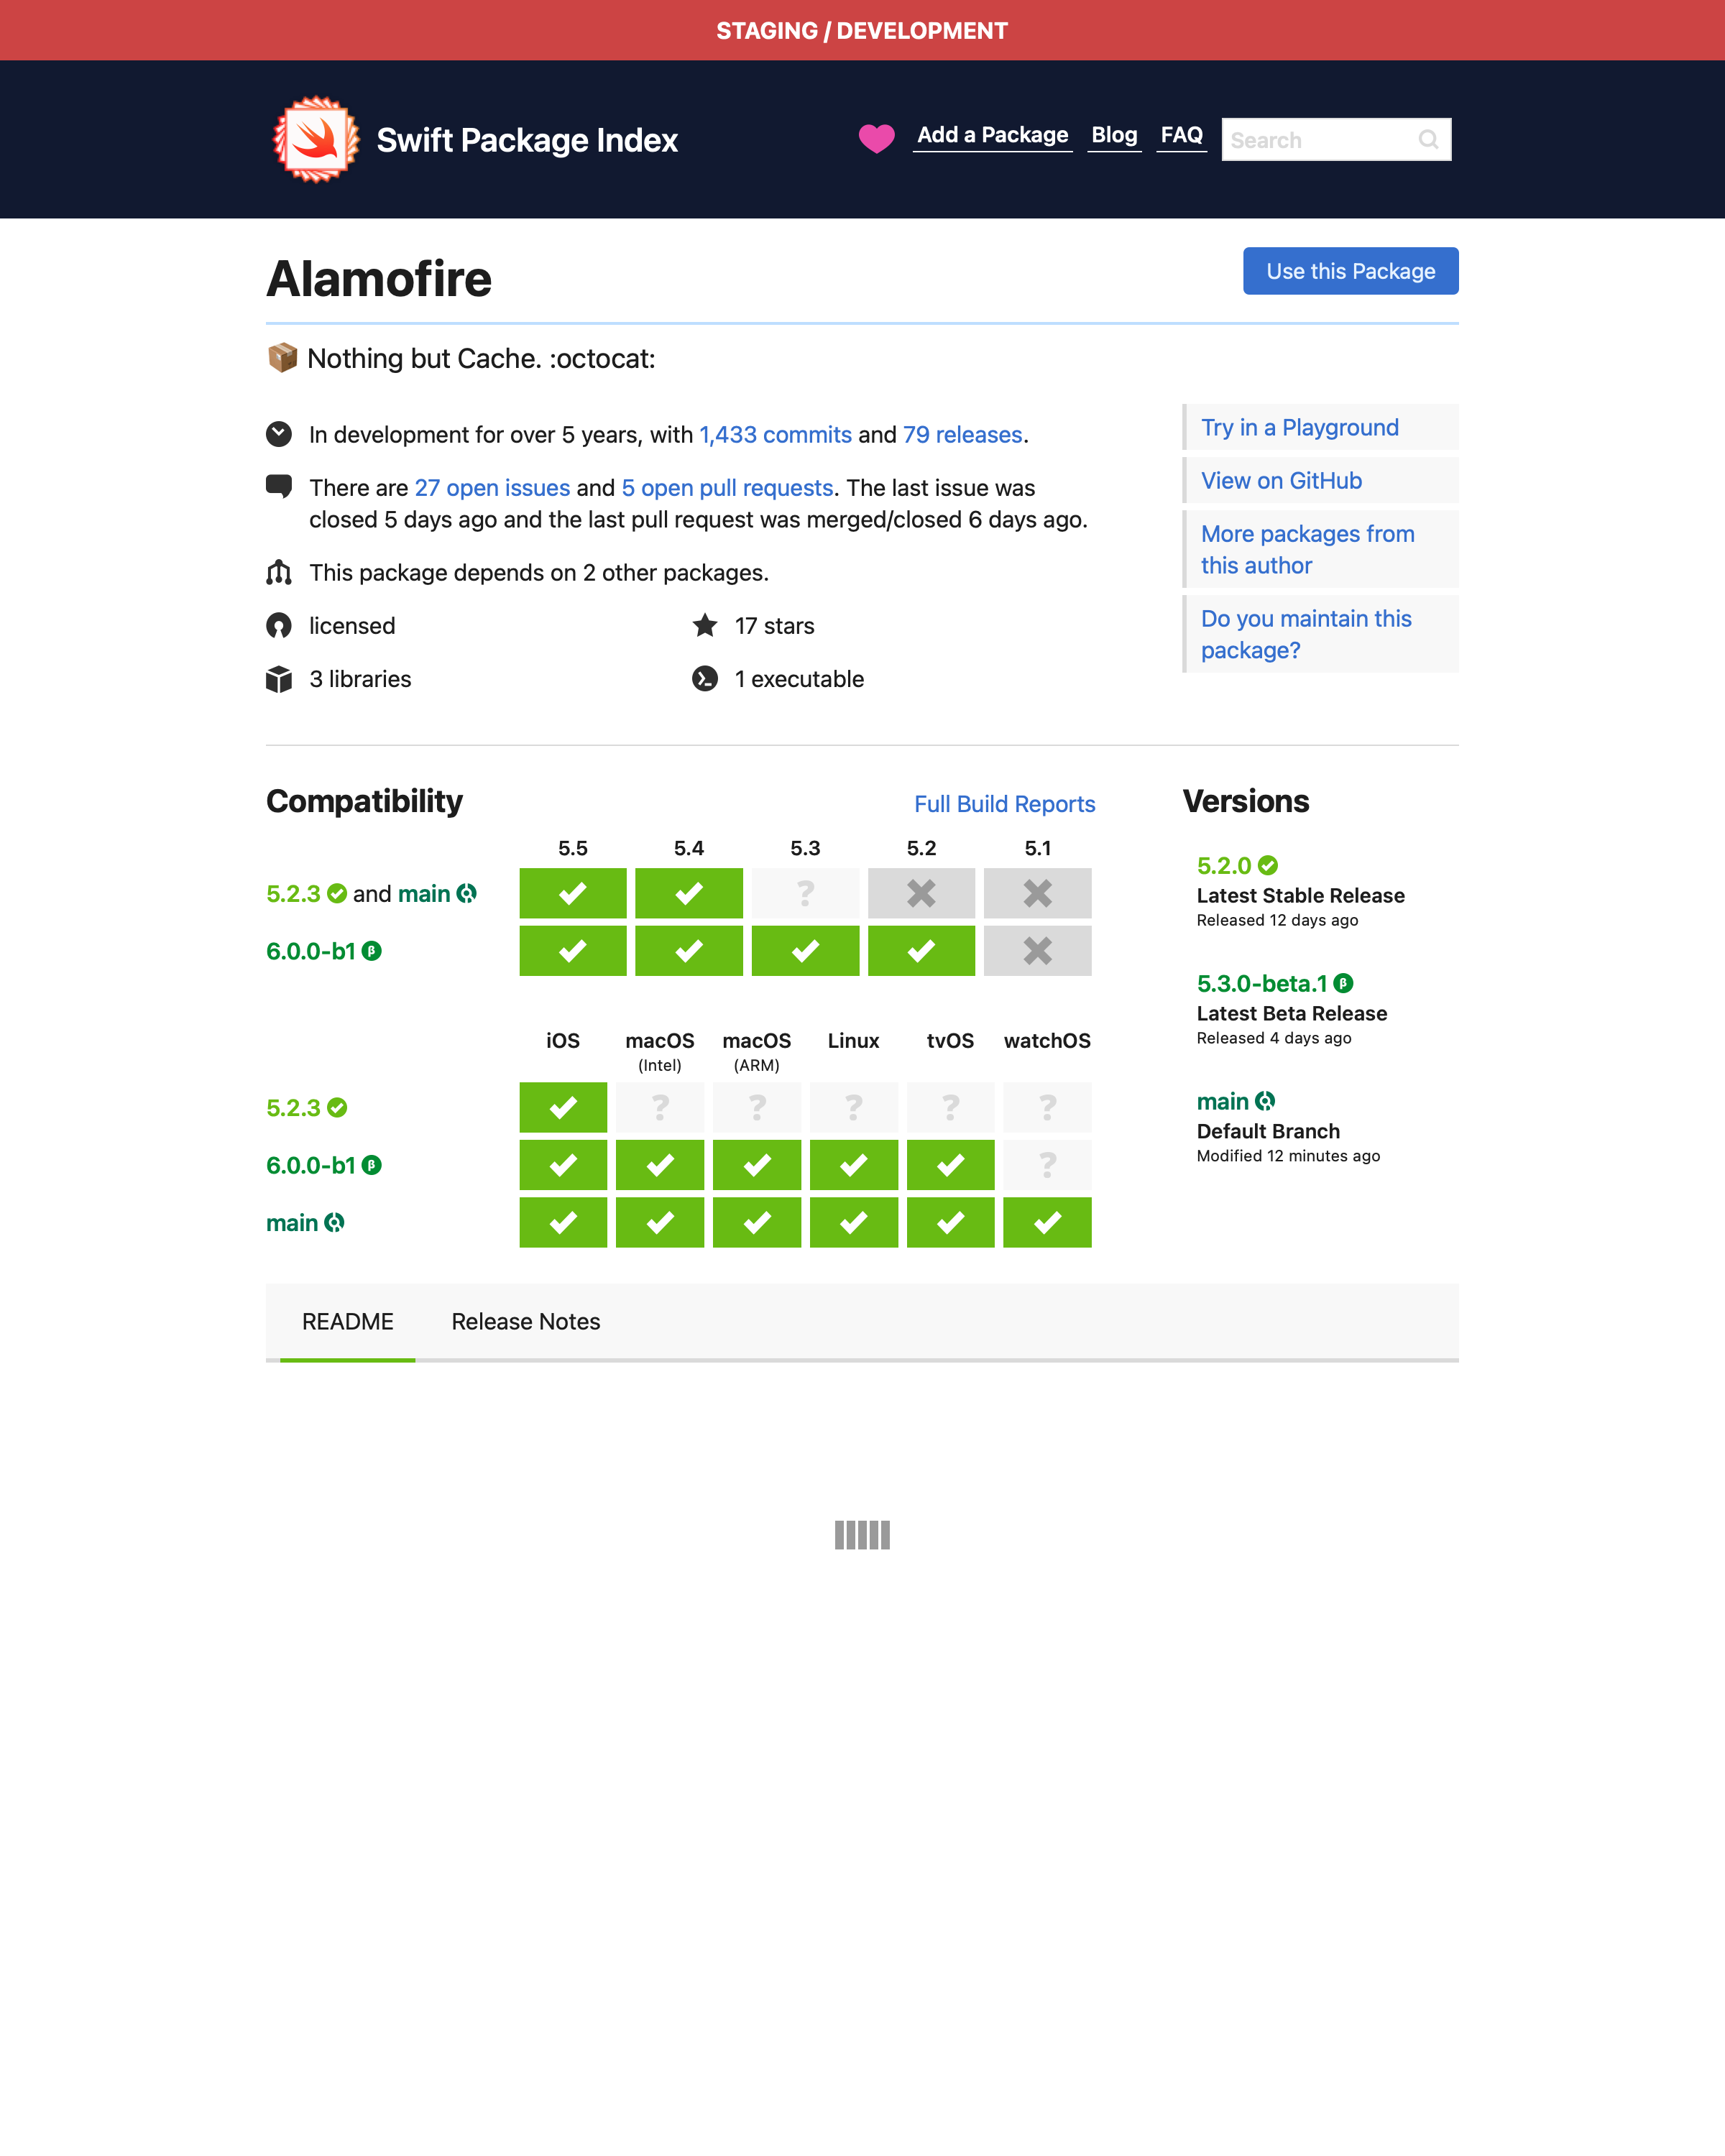 STAGING / DEVELOPMENT
Swift Package Index
Add a Package Blog FAQ Search
Alamofire
Use this Package
📦 Nothing but Cache. :octocat:
In development for over 5 years, with 1,433 commits and 79 releases.
There are 27 open issues and 5 open pull requests. The last issue was
closed 5 days ago and the last pull request was merged/closed 6 days ago.
This package depends on 2 other packages.
licensed
17 stars
3 libraries
1 executable
Try in a Playground
View on GitHub
More packages from
this author
Do you maintain this
package?
Compatibility
Full Build Reports
5.5 5.4 5.3 5.2 5.1
5.2.3 and main ?
6.0.0-b1 β
iOS macOS macOS Linux tvOS watchOS
(Intel) (ARM)
5.2.3 ? ? ? ? ?
6.0.0-b1 β ?
main
Versions
5.2.0
Latest Stable Release
Released 12 days ago
5.3.0-beta.1 β
Latest Beta Release
Released 4 days ago
main
Default Branch
Modified 12 minutes ago
README Release Notes